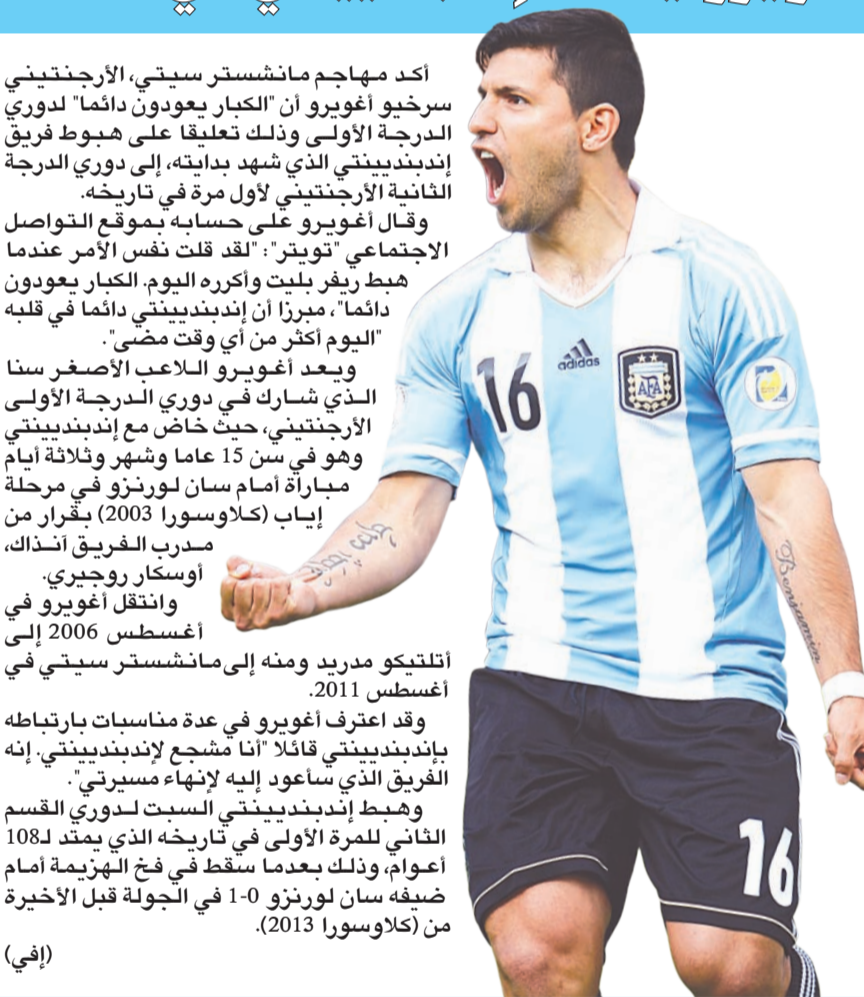 أكد مهاجم مانشستر سيتي، الأرجنتيني
سرخيو أغويرو أن "الكبار يعودون دائما" لدوري
الدرجة الأولى وذلك تعليقا على هبوط فريق
إندبنديينتي الذي شهد بدايته، إلى دوري الدرجة
الثانية الأرجنتيني لأول مرة في تاريخه.
وقال أغويرو على حسابه بموقع التواصل
الاجتماعي "تويتر": "لقد قلت نفس الأمر عندما
هبط ريفر بليت وأكرره اليوم. الكبار يعودون
دائما"، مبرزا أن إندبنديينتي دائما في قلبه
"اليوم أكثر من أي وقت مضى".
ويعد أغويرو اللاعب الأصغر سنا
الذي شارك في دوري الدرجة الأولى
الأرجنتيني، حيث خاض مع إندبنديينتي
وهو في سن 15 عاما وشهر وثلاثة أيام
مباراة أمام سان لورنزو في مرحلة
إياب (كلاوسورا 2003) بقرار من
مدرب الفريق آنذاك،
أوسكار روجيري.
وانتقل أغويرو في
أغسطس 2006 إلى
أتلتيكو مدريد ومنه إلى مانشستر سيتي في
أغسطس 2011.
وقد اعترف أغويرو في عدة مناسبات بارتباطه
بإندبنديينتي قائلا "أنا مشجع لإندبنديينتي. إنه
الفريق الذي سأعود إليه لإنهاء مسيرتي".
وهبط إندبنديينتي السبت لدوري القسم
الثاني للمرة الأولى في تاريخه الذي يمتد لـ108
أعوام، وذلك بعدما سقط في فخ الهزيمة أمام
ضيفه سان لورنزو 0-1 في الجولة قبل الأخيرة
من (كلاوسورا 2013).
(إفي)
16
adidas
AFA
Benjamin
16